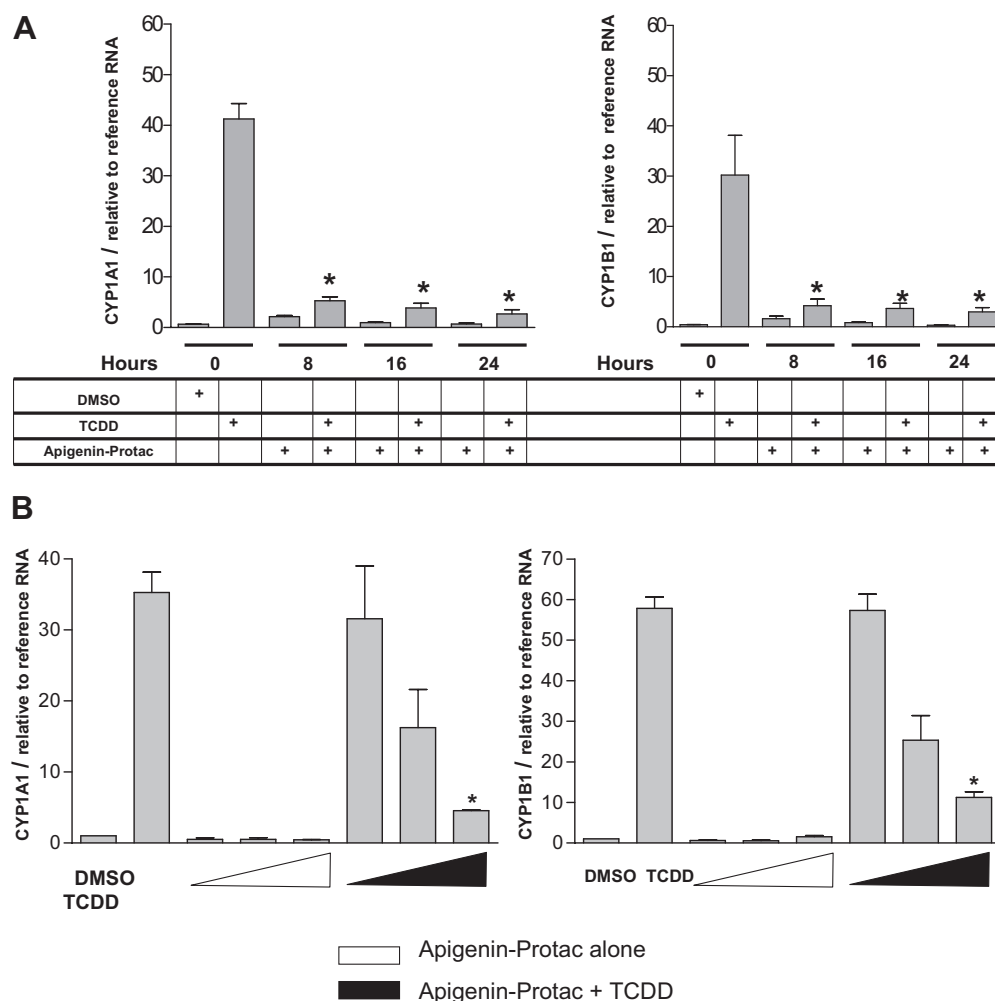 A
CYP1A1 / relative to reference RNA
60
50
40
30
20
10
0
* * *
Hours 0 8 16 24
CYP1B1 / relative to reference RNA
60
50
40
30
20
10
0
* * *
0 8 16 24
DMSO + +
TCDD + + + + + + + +
Apigenin-Protac + + + + + + + + + + + +
B
CYP1A1 / relative to reference RNA
40
30
20
10
0
*
DMSO
TCDD
CYP1B1 / relative to reference RNA
70
60
50
40
30
20
10
0
*
DMSO TCDD
Apigenin-Protac alone
Apigenin-Protac + TCDD